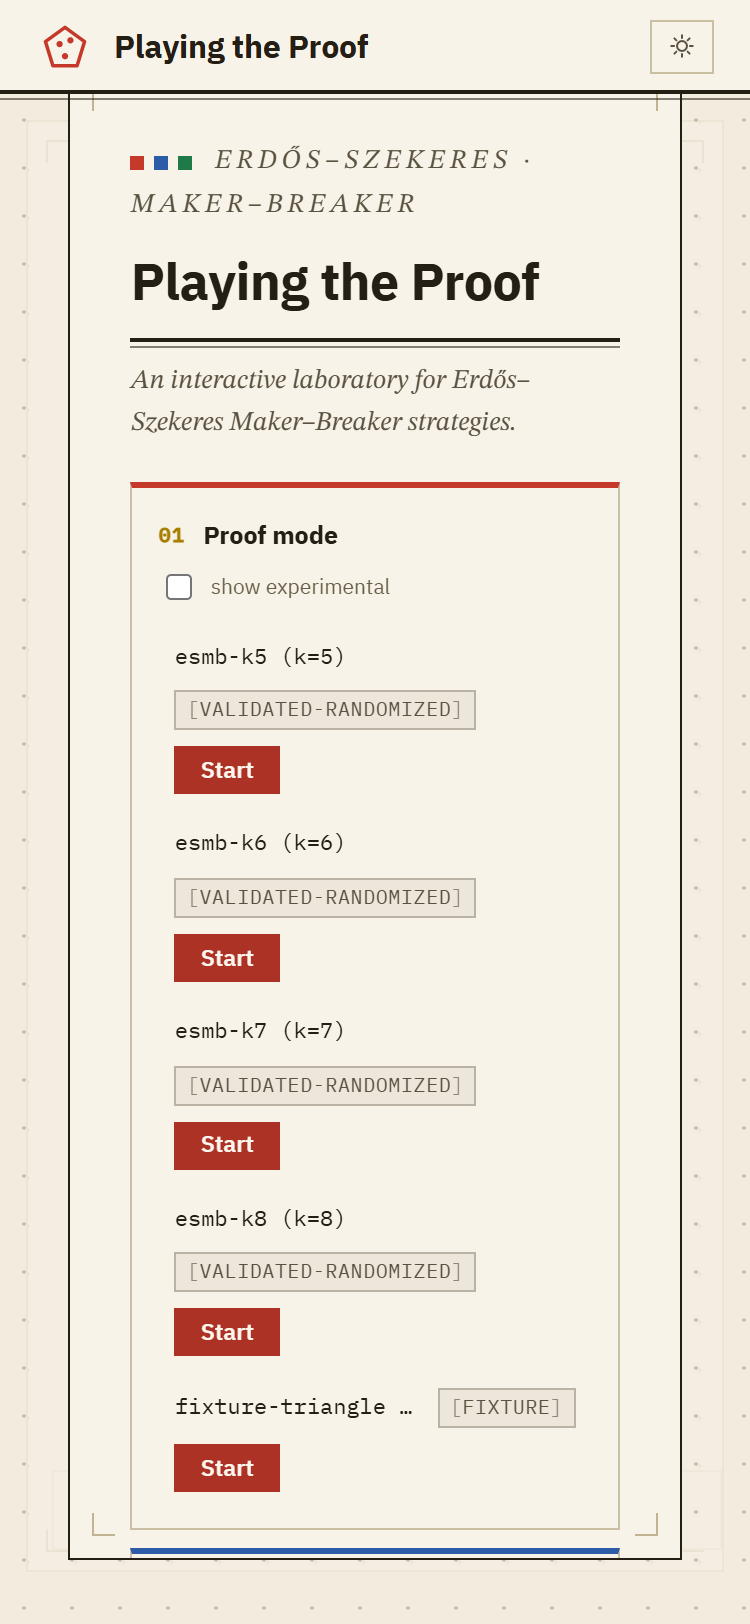 Playing the Proof
ERDŐS–SZEKERES ·
MAKER–BREAKER
Playing the Proof
An interactive laboratory for Erdős–
Szekeres Maker–Breaker strategies.
01 Proof mode
show experimental
esmb-k5 (k=5)
[VALIDATED-RANDOMIZED]
Start
esmb-k6 (k=6)
[VALIDATED-RANDOMIZED]
Start
esmb-k7 (k=7)
[VALIDATED-RANDOMIZED]
Start
esmb-k8 (k=8)
[VALIDATED-RANDOMIZED]
Start
fixture-triangle … [FIXTURE]
Start